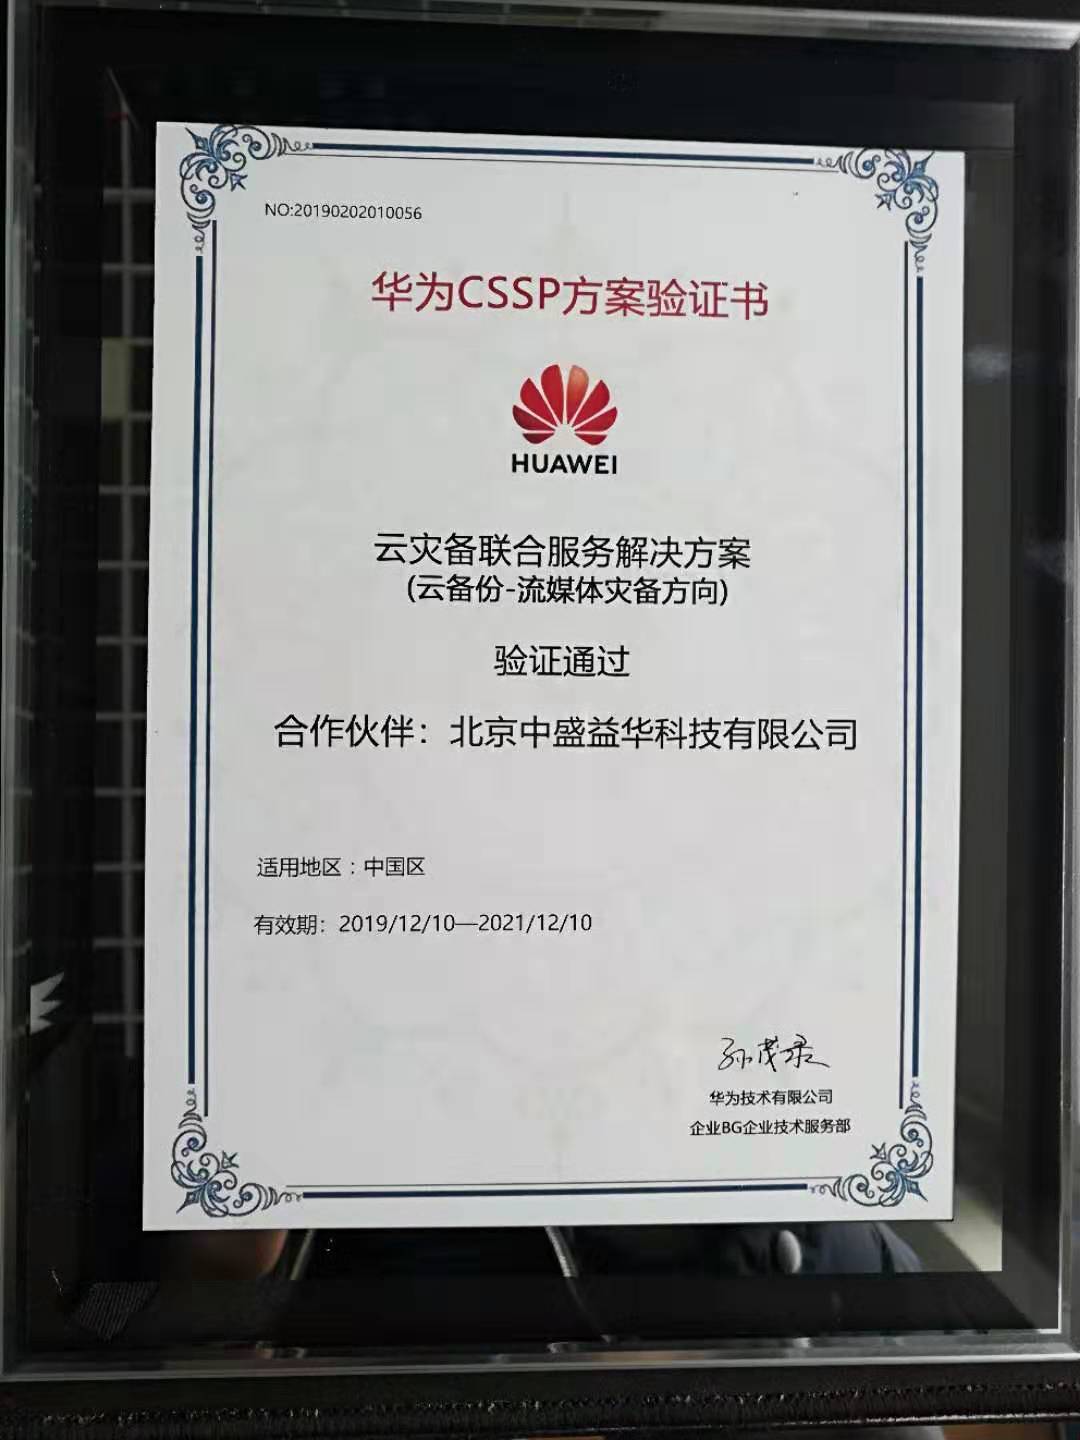 NO:20190202010056
华为CSSP方案验证书
HUAWEI
云灾备联合服务解决方案
(云备份-流媒体灾备方向)
验证通过
合作伙伴：北京中盛益华科技有限公司
适用地区：中国区
有效期：2019/12/10—2021/12/10
孙茂录
华为技术有限公司
企业BG企业技术服务部